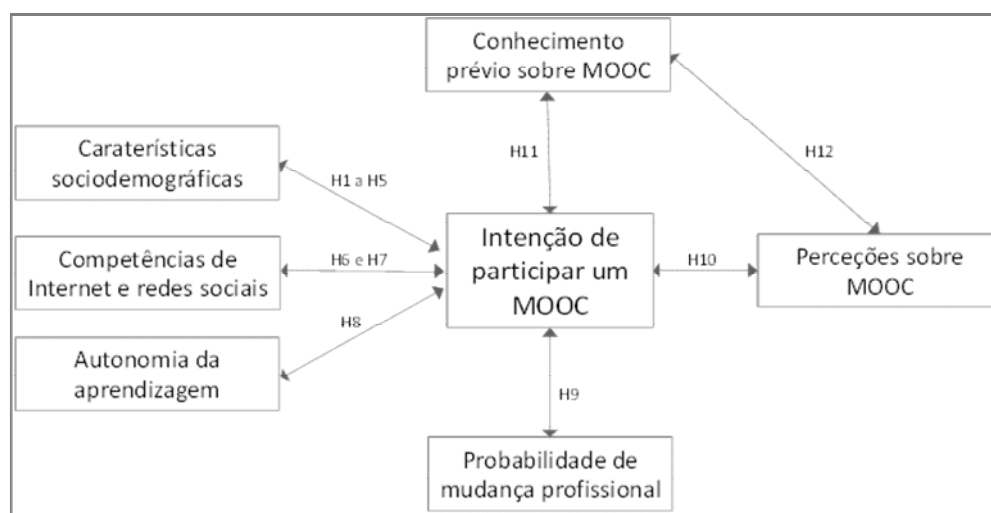 Conhecimento
prévio sobre MOOC
Caraterísticas
sociodemográficas
H1 a H5
H11
H12
Competências de
Internet e redes sociais
H6 e H7
Intenção de
participar um
MOOC
H10
Perceções sobre
MOOC
H8
Autonomia da
aprendizagem
H9
Probabilidade de
mudança profissional